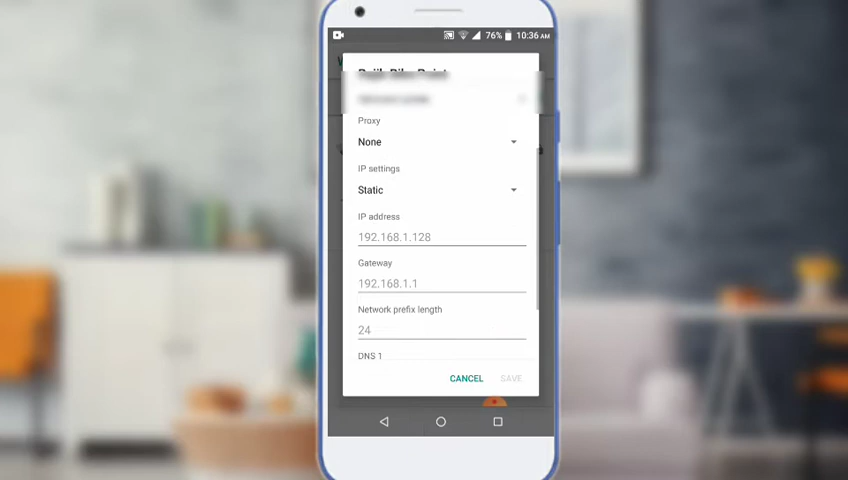 76% 10:36 AM
Proxy
None
IP settings
Static
IP address
192.168.1.128
Gateway
192.168.1.1
Network prefix length
24
DNS 1
CANCEL SAVE